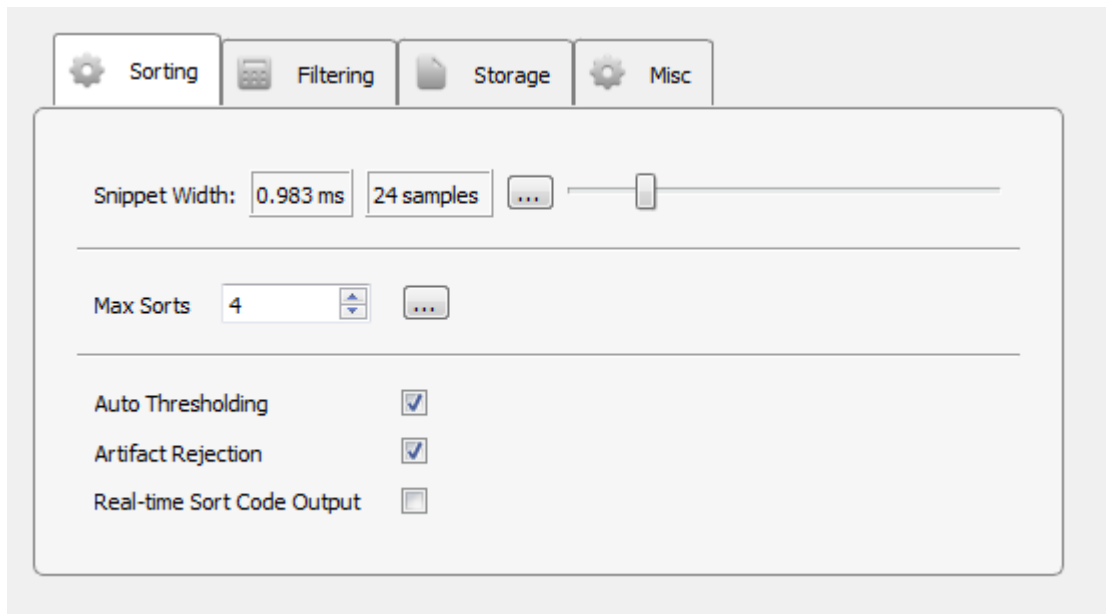 Sorting Filtering Storage Misc
Snippet Width: 0.983 ms 24 samples ...
Max Sorts 4 ...
Auto Thresholding
Artifact Rejection
Real-time Sort Code Output